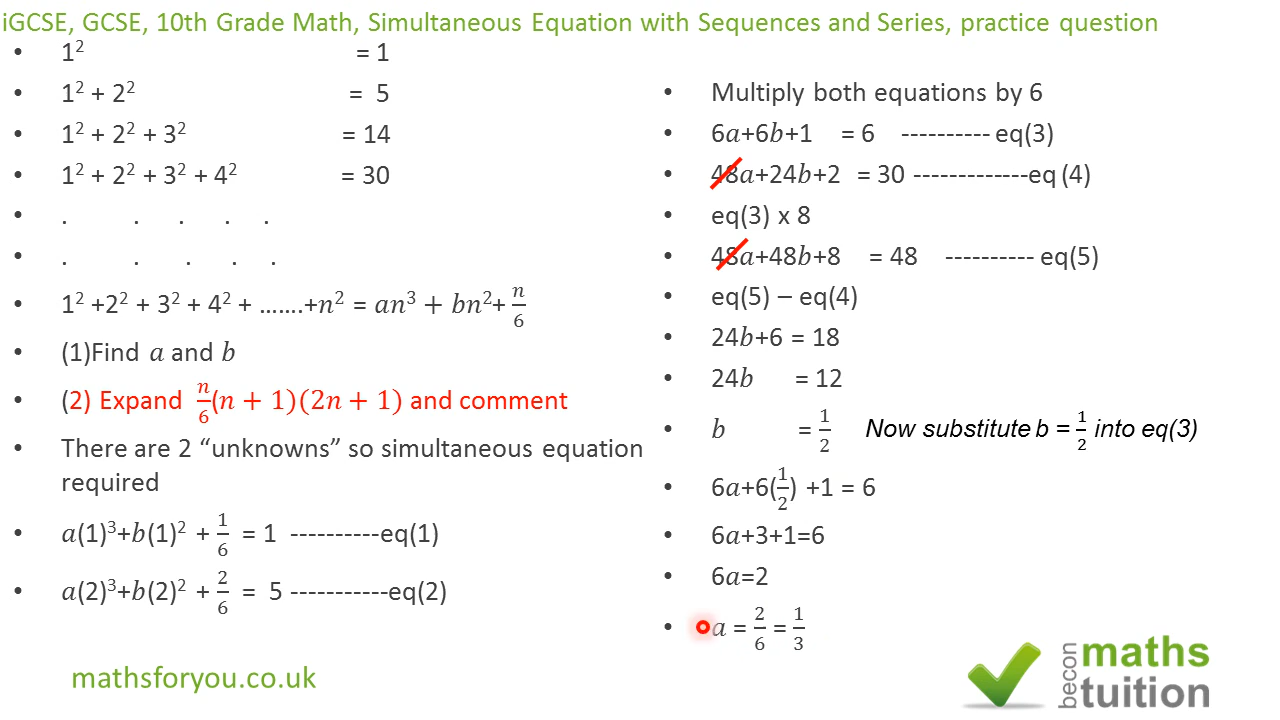 iGCSE, GCSE, 10th Grade Math, Simultaneous Equation with Sequences and Series, practice question
• 1² = 1
• 1² + 2² = 5
• 1² + 2² + 3² = 14
• 1² + 2² + 3² + 4² = 30
• . . . . .
• . . . . .
• 1² +2² + 3² + 4² + …….+n² = an³ + bn²+ n/6
• (1)Find a and b
• (2) Expand n/6(n + 1)(2n + 1) and comment
• There are 2 “unknowns” so simultaneous equation
required
• a(1)³+b(1)² + 1/6 = 1 ----------eq(1)
• a(2)³+b(2)² + 2/6 = 5 -----------eq(2)
mathsforyou.co.uk
• Multiply both equations by 6
• 6a+6b+1 = 6 ---------- eq(3)
• 48a+24b+2 = 30 -------------eq (4)
• eq(3) x 8
• 48a+48b+8 = 48 ---------- eq(5)
• eq(5) – eq(4)
• 24b+6 = 18
• 24b = 12
• b = 1/2 Now substitute b = 1/2 into eq(3)
• 6a+6(1/2) +1 = 6
• 6a+3+1=6
• 6a=2
• a = 2/6 = 1/3
becon
maths
tuition